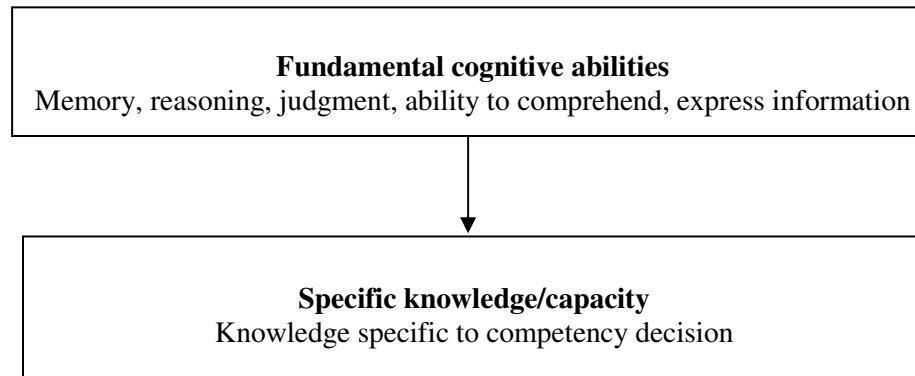 Fundamental cognitive abilities
Memory, reasoning, judgment, ability to comprehend, express information
Specific knowledge/capacity
Knowledge specific to competency decision